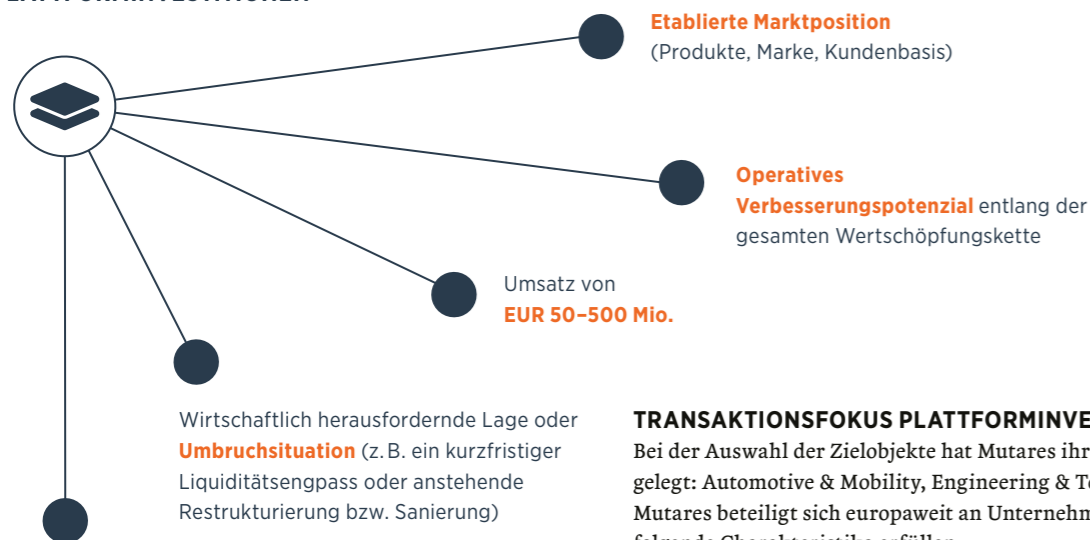 Etablierte Marktposition
(Produkte, Marke, Kundenbasis)
Operatives
Verbesserungspotenzial entlang der
gesamten Wertschöpfungskette
Umsatz von
EUR 50–500 Mio.
Wirtschaftlich herausfordernde Lage oder
Umbruchsituation (z. B. ein kurzfristiger
Liquiditätsengpass oder anstehende
Restrukturierung bzw. Sanierung)
TRANSAKTIONSFOKUS PLATTFORMINVE
Bei der Auswahl der Zielobjekte hat Mutares ihr
gelegt: Automotive & Mobility, Engineering & Te
Mutares beteiligt sich europaweit an Unternehm